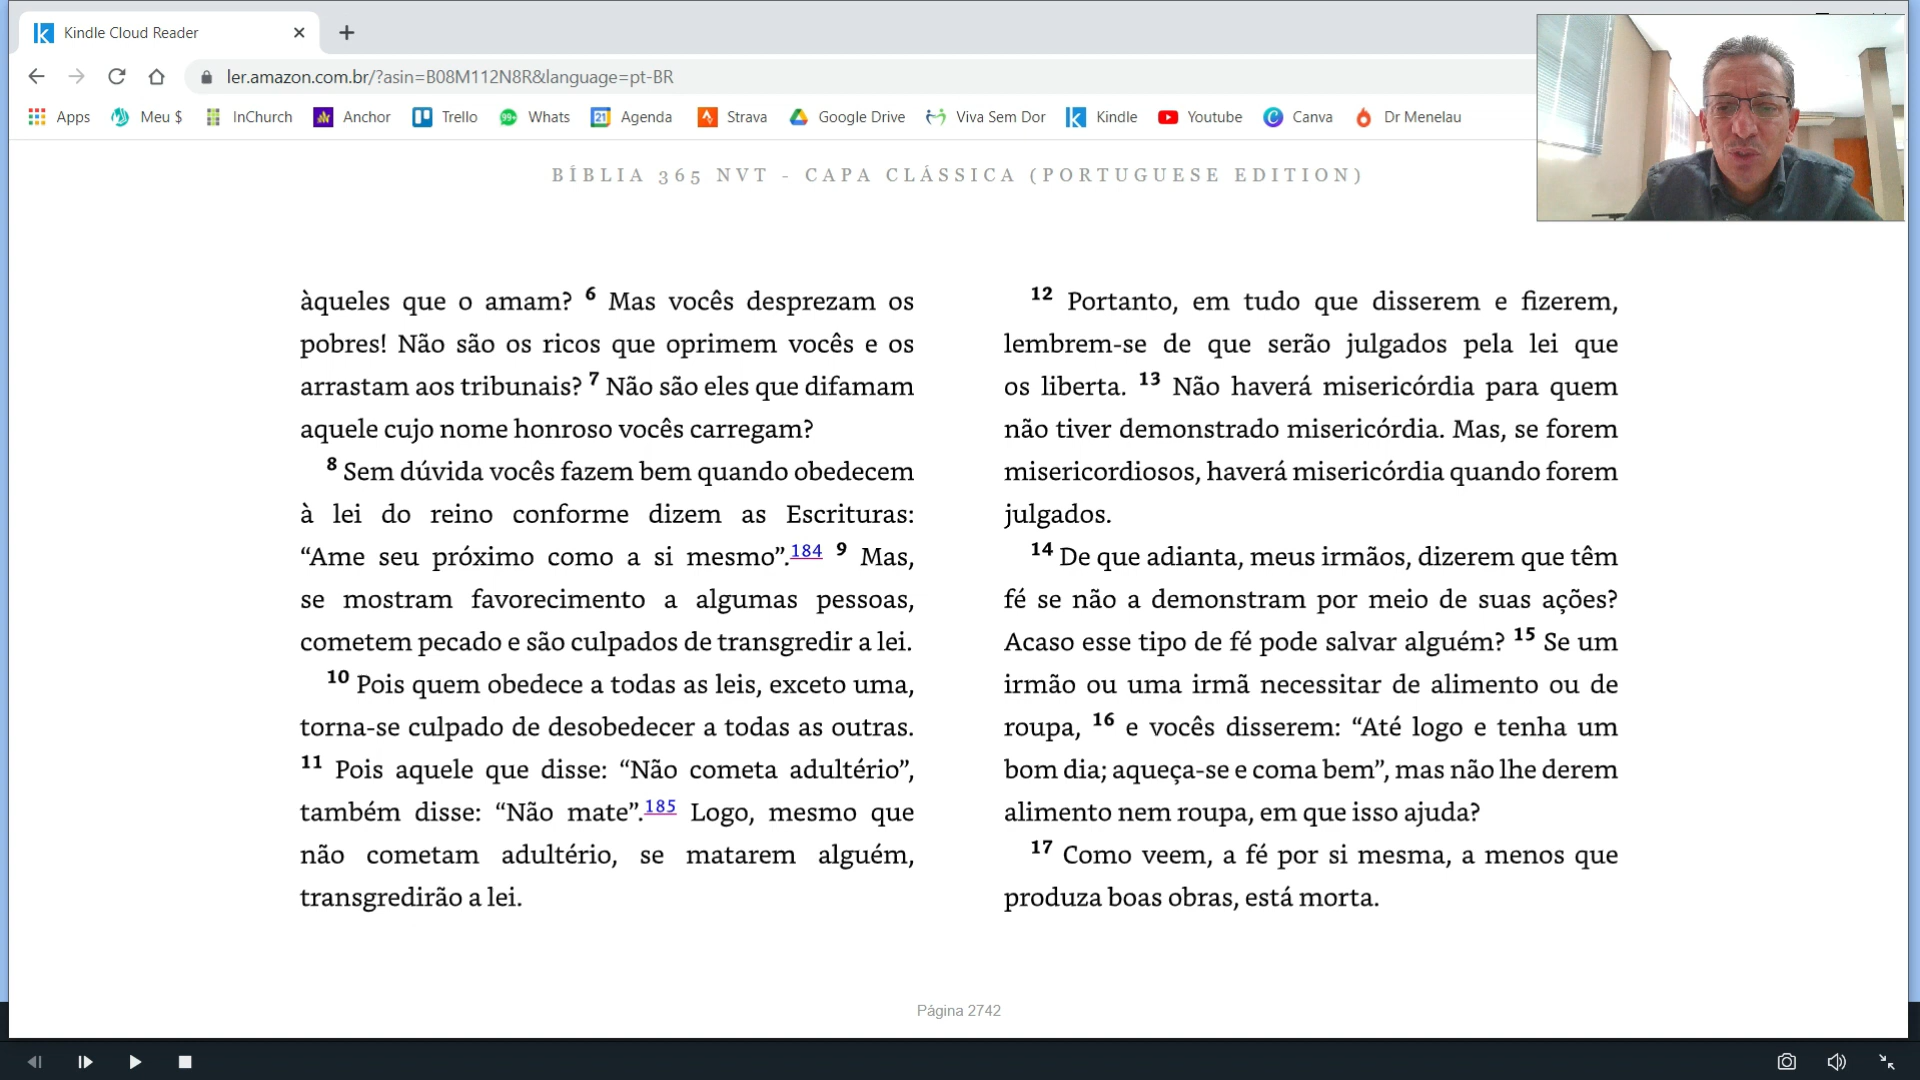 Kindle Cloud Reader
ler.amazon.com.br/?asin=B08M112N8R&language=pt-BR
Apps Meu $ InChurch Anchor Trello 99+ Whats 21 Agenda Strava Google Drive Viva Sem Dor Kindle Youtube Canva Dr Menelau
BÍBLIA 365 NVT - CAPA CLÁSSICA (PORTUGUESE EDITION)
àqueles que o amam? 6 Mas vocês desprezam os
pobres! Não são os ricos que oprimem vocês e os
arrastam aos tribunais? 7 Não são eles que difamam
aquele cujo nome honroso vocês carregam?
8 Sem dúvida vocês fazem bem quando obedecem
à lei do reino conforme dizem as Escrituras:
“Ame seu próximo como a si mesmo”.184 9 Mas,
se mostram favorecimento a algumas pessoas,
cometem pecado e são culpados de transgredir a lei.
10 Pois quem obedece a todas as leis, exceto uma,
torna-se culpado de desobedecer a todas as outras.
11 Pois aquele que disse: “Não cometa adultério”,
também disse: “Não mate”.185 Logo, mesmo que
não cometam adultério, se matarem alguém,
transgredirão a lei.
12 Portanto, em tudo que disserem e fizerem,
lembrem-se de que serão julgados pela lei que
os liberta. 13 Não haverá misericórdia para quem
não tiver demonstrado misericórdia. Mas, se forem
misericordiosos, haverá misericórdia quando forem
julgados.
14 De que adianta, meus irmãos, dizerem que têm
fé se não a demonstram por meio de suas ações?
Acaso esse tipo de fé pode salvar alguém? 15 Se um
irmão ou uma irmã necessitar de alimento ou de
roupa, 16 e vocês disserem: “Até logo e tenha um
bom dia; aqueça-se e coma bem”, mas não lhe derem
alimento nem roupa, em que isso ajuda?
17 Como veem, a fé por si mesma, a menos que
produza boas obras, está morta.
Página 2742